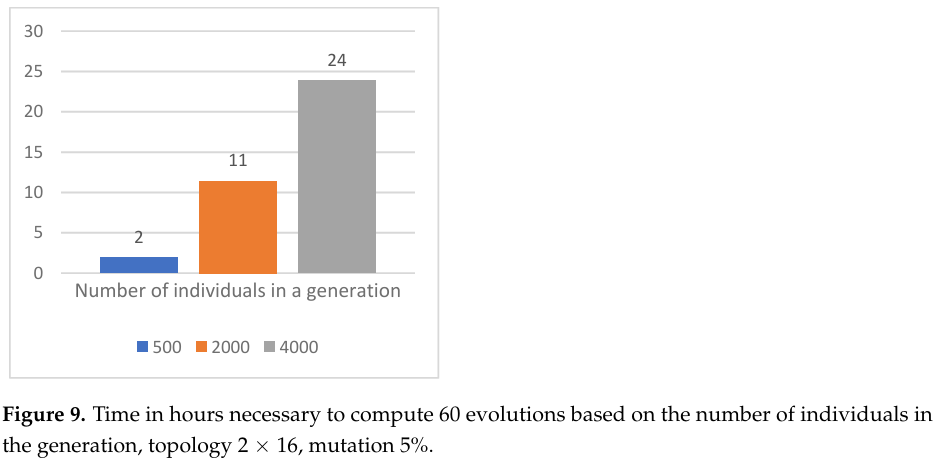 30
25
20
15
10
5
0
2
11
24
Number of individuals in a generation
500 2000 4000
Figure 9. Time in hours necessary to compute 60 evolutions based on the number of individuals in
the generation, topology 2 × 16, mutation 5%.